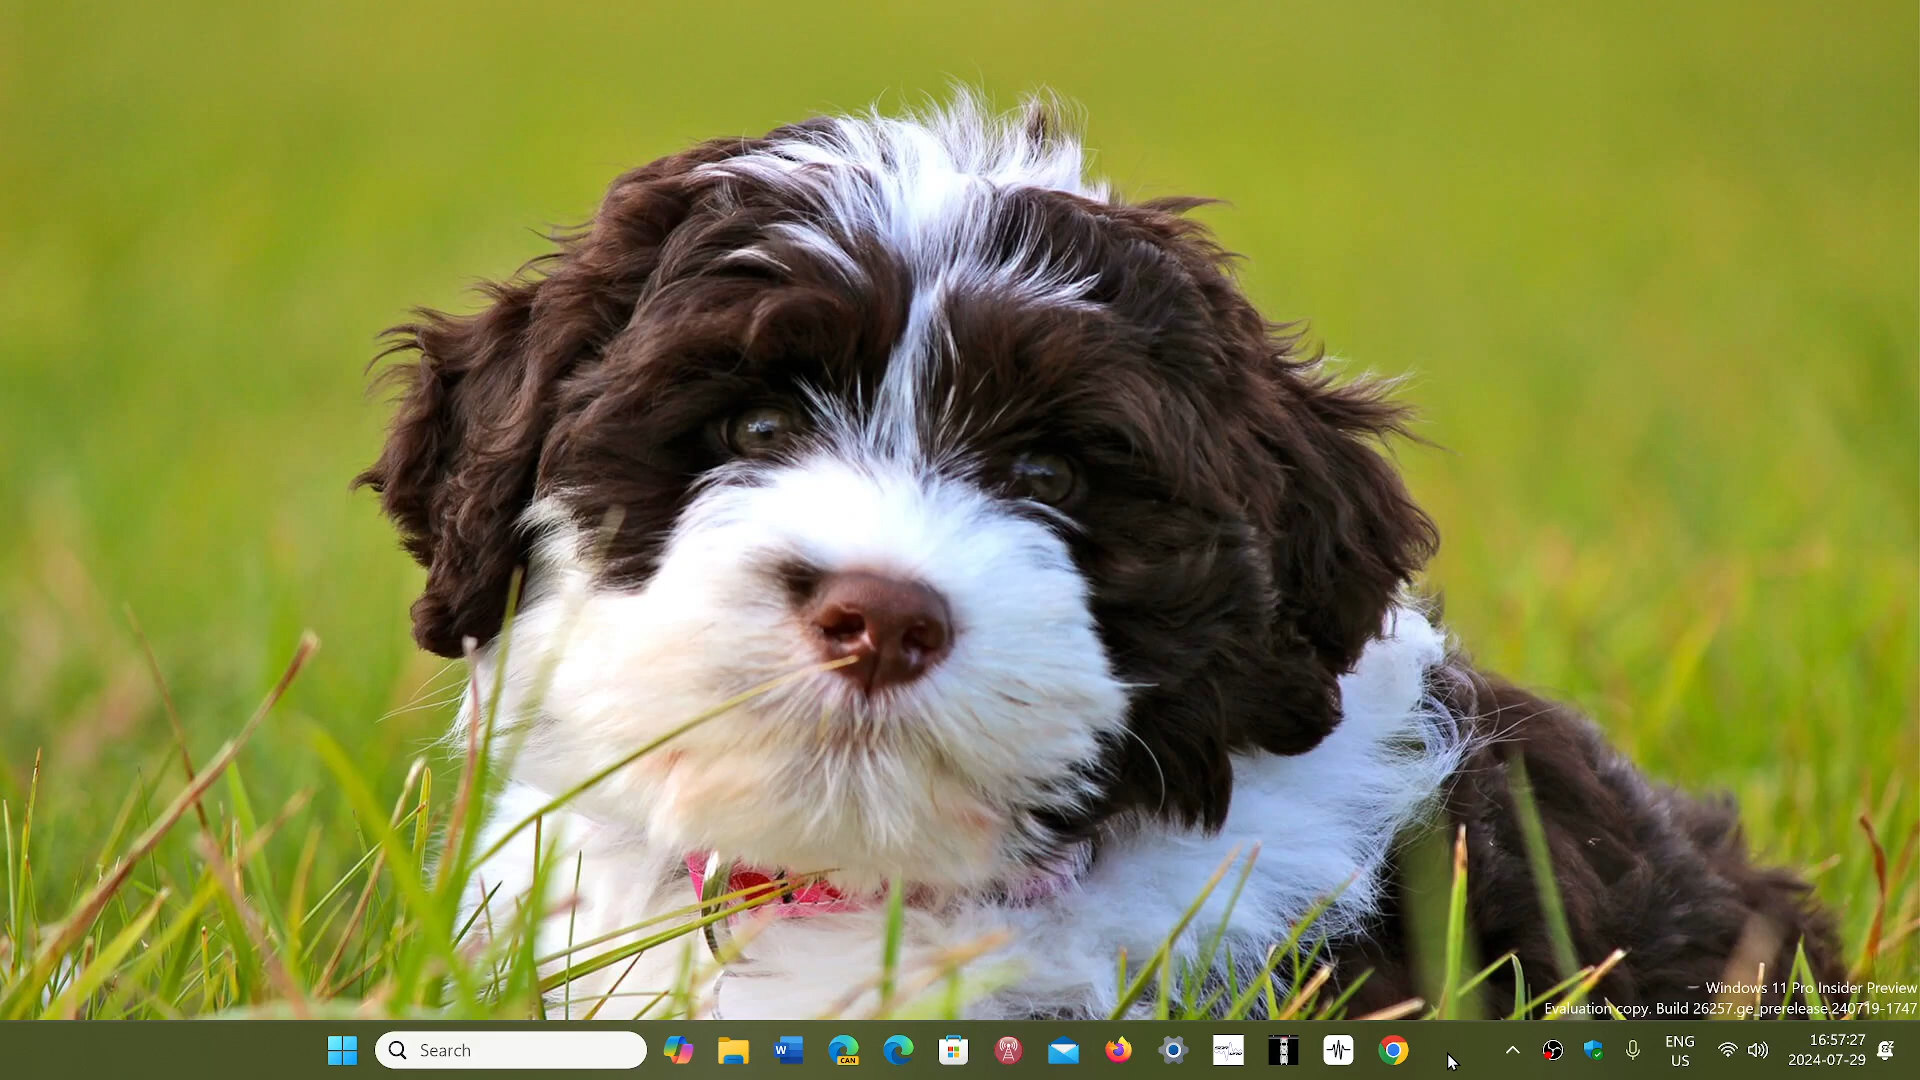 Windows 11 Pro Insider Preview
Evaluation copy. Build 26257.ge_prerelease.240719-1747
Search
W
CAN
ENG
US
16:57:27
2024-07-29